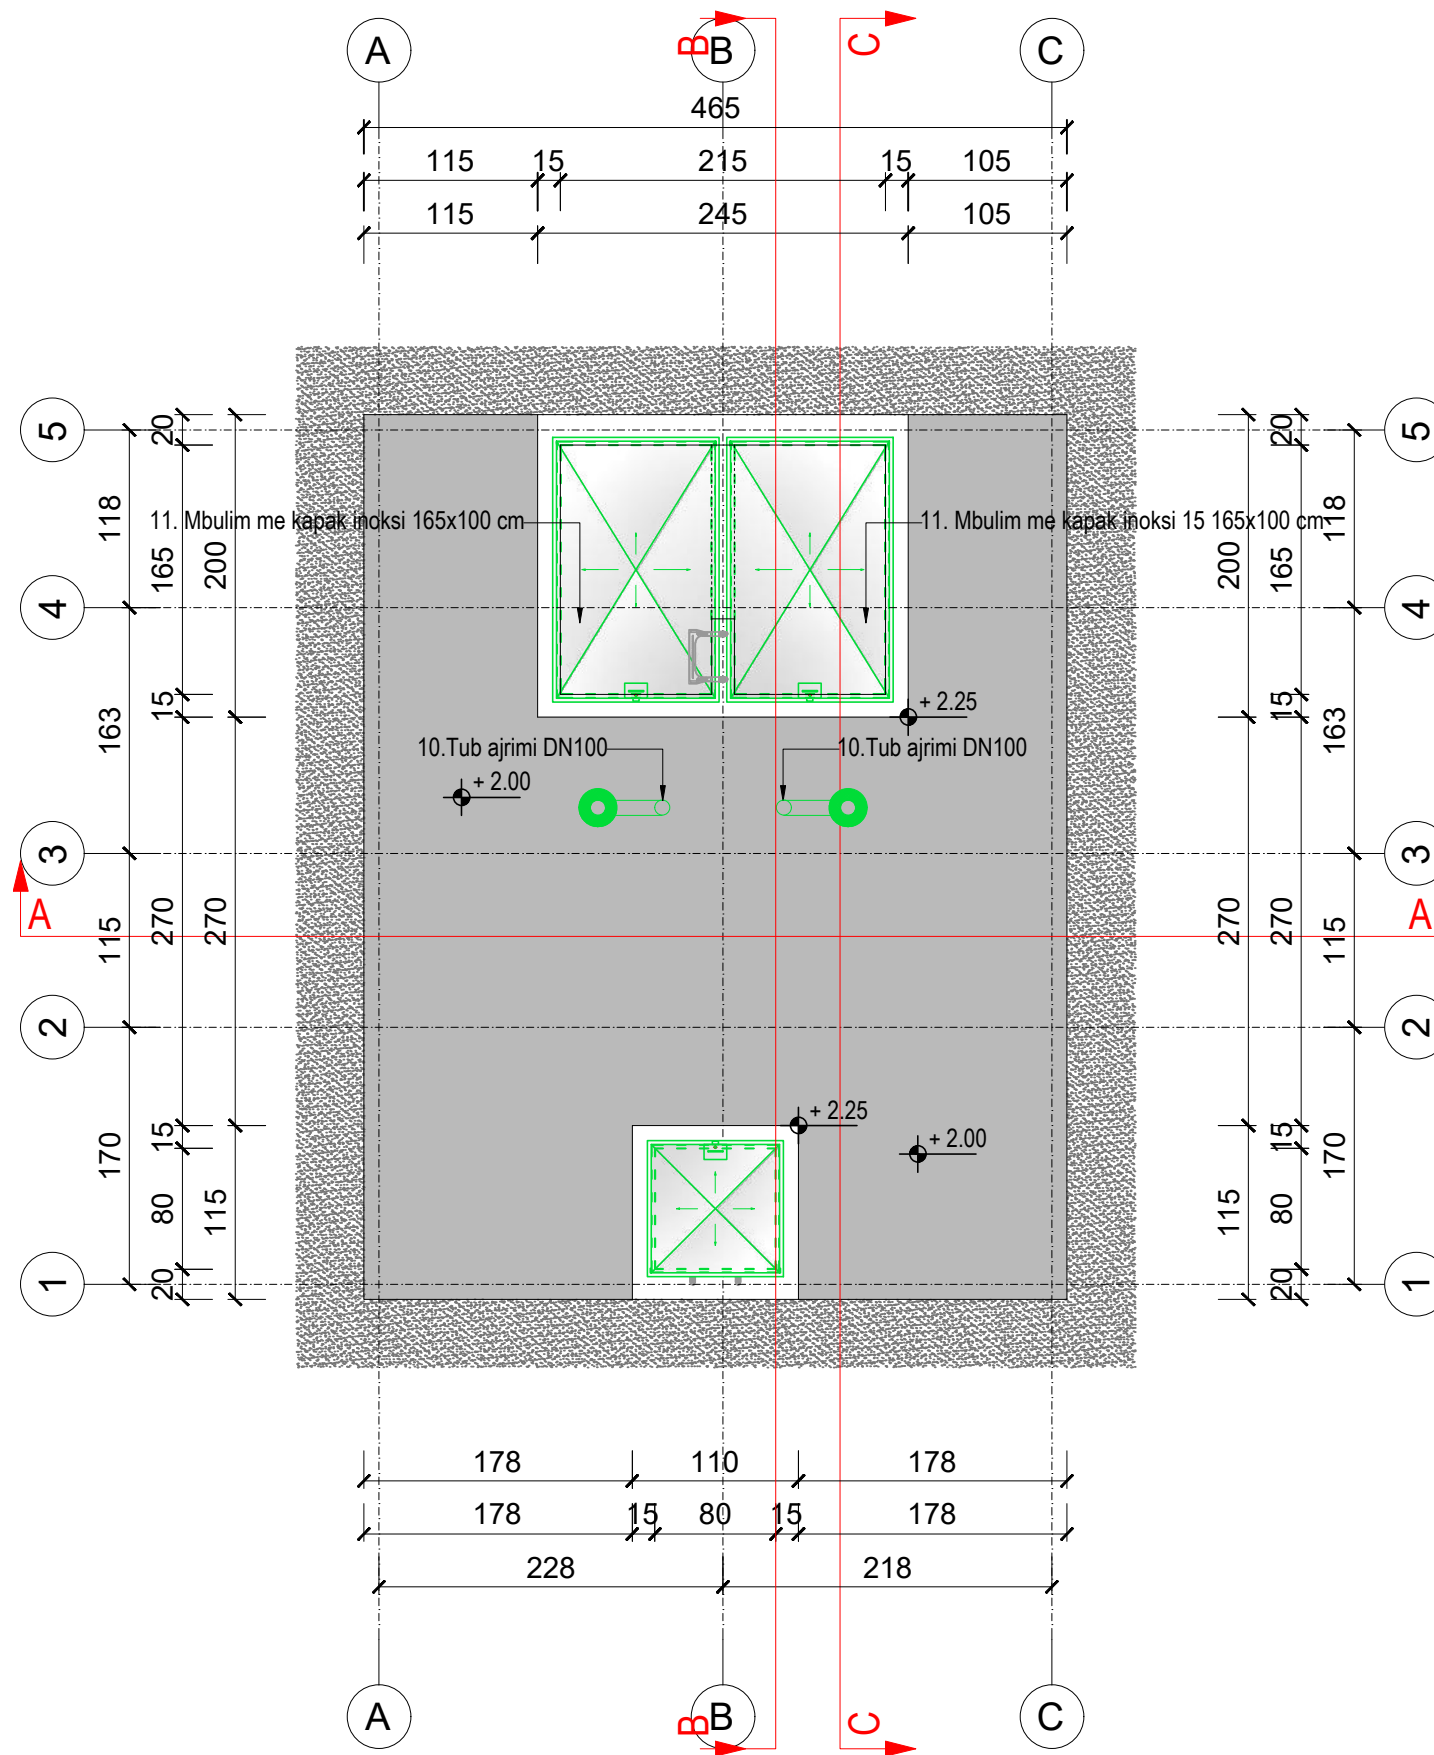 A B B C C
465
115 15 215 15 105
115 245 105
5 20 20 5
118 165 200 200 165 118
11. Mbulim me kapak inoksi 165x100 cm 11. Mbulim me kapak inoksi 15 165x100 cm
4 4
15 + 2.25 15
163 163
10.Tub ajrimi DN100 10.Tub ajrimi DN100
+ 2.00
3 3
A 115 270 270 270 270 115 A
2 2
15 + 2.25 15
170 + 2.00 170
80 115 115 80
1 20 20 1
178 110 178
178 15 80 15 178
228 218
A B B C C